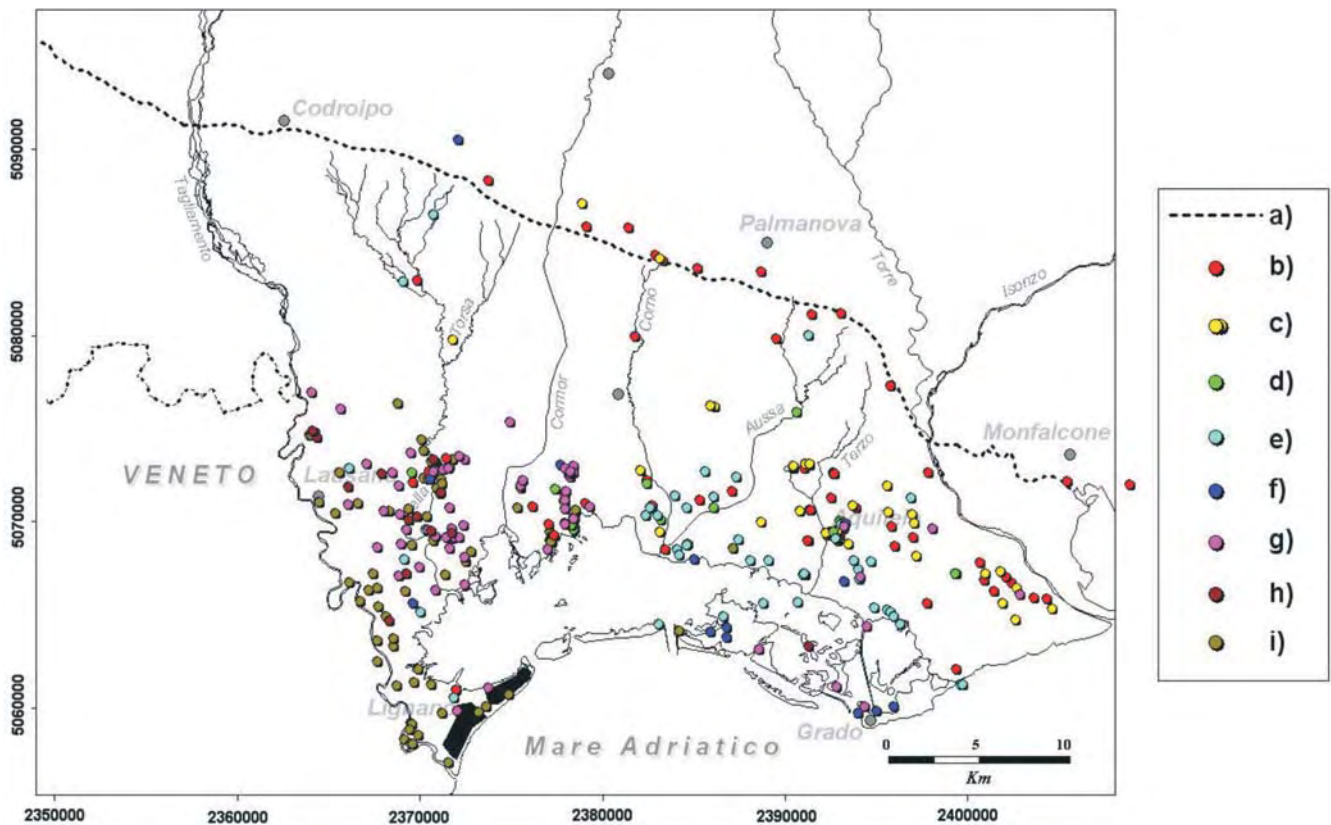 Codroipo
5090000
Tagliamento
Palmanova
a)
b)
Torre
Isonzo
c)
Torsa
Corno
5080000
d)
Cormor
e)
Aussa
Terzo
Monfalcone
f)
VENETO
g)
5070000
h)
i)
5060000
Grado
0 5 10
Mare Adriatico
Km
2350000 2360000 2370000 2380000 2390000 2400000